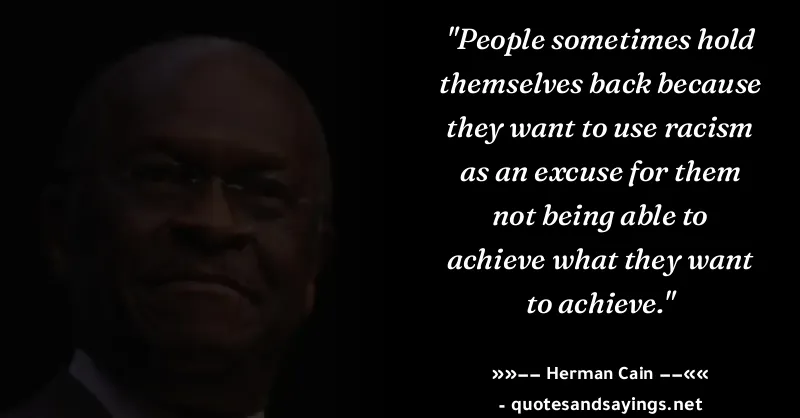 "People sometimes hold
themselves back because
they want to use racism
as an excuse for them
not being able to
achieve what they want
to achieve."
»»–– Herman Cain ––««
- quotesandsayings.net